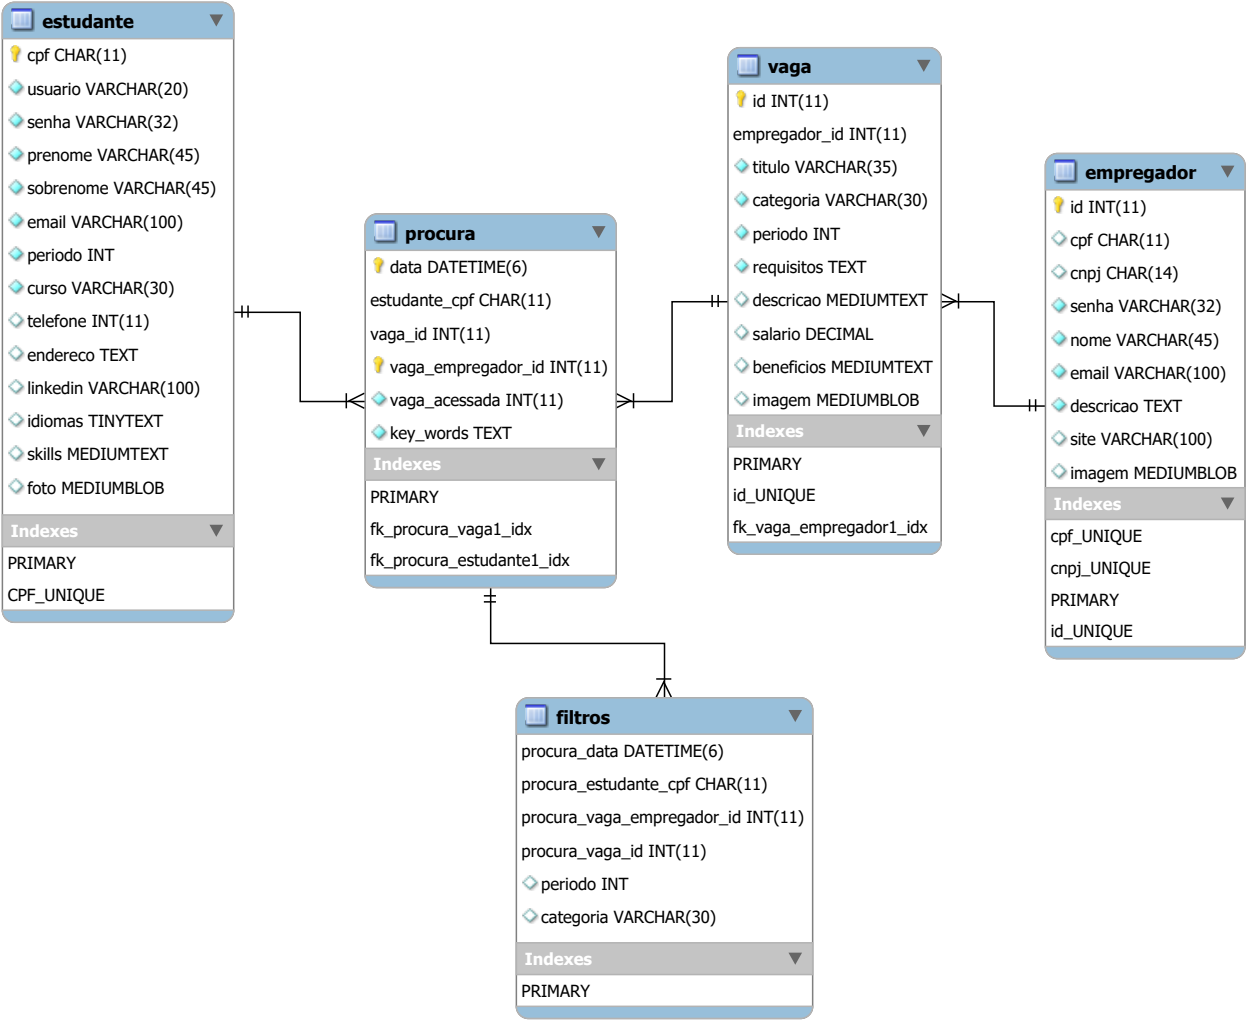 estudante
cpf CHAR(11)
usuario VARCHAR(20)
senha VARCHAR(32)
prenome VARCHAR(45)
sobrenome VARCHAR(45)
email VARCHAR(100)
periodo INT
curso VARCHAR(30)
telefone INT(11)
endereco TEXT
linkedin VARCHAR(100)
idiomas TINYTEXT
skills MEDIUMTEXT
foto MEDIUMBLOB
Indexes
PRIMARY
CPF_UNIQUE
procura
data DATETIME(6)
estudante_cpf CHAR(11)
vaga_id INT(11)
vaga_empregador_id INT(11)
vaga_acessada INT(11)
key_words TEXT
Indexes
PRIMARY
fk_procura_vaga1_idx
fk_procura_estudante1_idx
vaga
id INT(11)
empregador_id INT(11)
titulo VARCHAR(35)
categoria VARCHAR(30)
periodo INT
requisitos TEXT
descricao MEDIUMTEXT
salario DECIMAL
beneficios MEDIUMTEXT
imagem MEDIUMBLOB
Indexes
PRIMARY
id_UNIQUE
fk_vaga_empregador1_idx
empregador
id INT(11)
cpf CHAR(11)
cnpj CHAR(14)
senha VARCHAR(32)
nome VARCHAR(45)
email VARCHAR(100)
descricao TEXT
site VARCHAR(100)
imagem MEDIUMBLOB
Indexes
cpf_UNIQUE
cnpj_UNIQUE
PRIMARY
id_UNIQUE
filtros
procura_data DATETIME(6)
procura_estudante_cpf CHAR(11)
procura_vaga_empregador_id INT(11)
procura_vaga_id INT(11)
periodo INT
categoria VARCHAR(30)
Indexes
PRIMARY